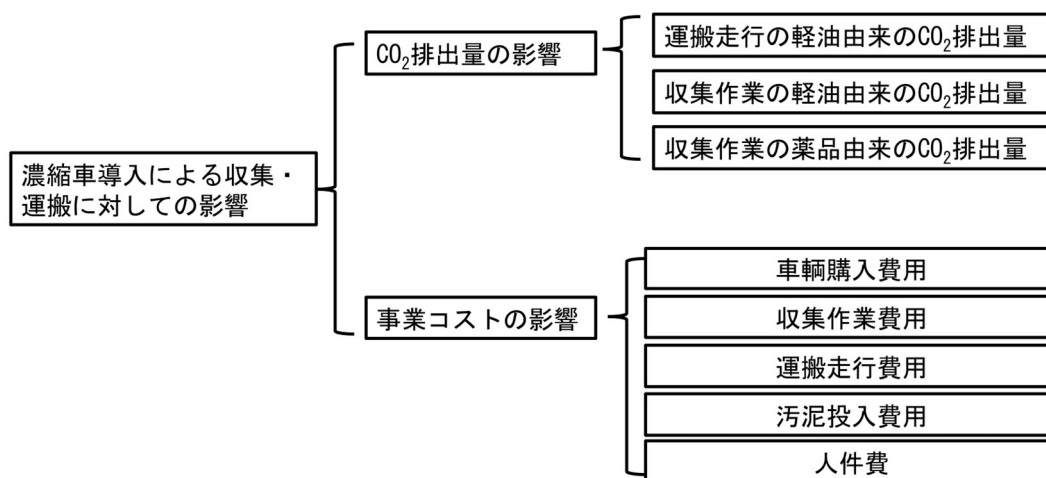 濃縮車導入による収集・
運搬に対しての影響
CO₂排出量の影響
運搬走行の軽油由来のCO₂排出量
収集作業の軽油由来のCO₂排出量
収集作業の薬品由来のCO₂排出量
事業コストの影響
車輌購入費用
収集作業費用
運搬走行費用
汚泥投入費用
人件費